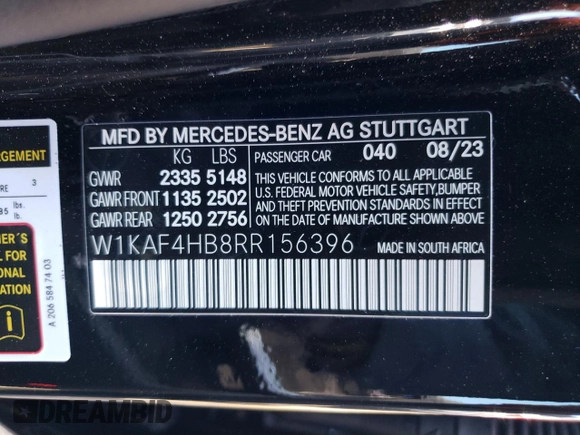 MFD BY MERCEDES-BENZ AG STUTTGART
KG LBS
GVWR 2335 5148
GAWR FRONT 1135 2502
GAWR REAR 1250 2756
PASSENGER CAR 040 08/23
THIS VEHICLE CONFORMS TO ALL APPLICABLE
U.S. FEDERAL MOTOR VEHICLE SAFETY,BUMPER
AND THEFT PREVENTION STANDARDS IN EFFECT
ON THE DATE OF MANUFACTURE SHOWN ABOVE.
W1KAF4HB8RR156396 MADE IN SOUTH AFRICA
3
lbs.
lb.
A 206 584 74 03
i
DREAMBID